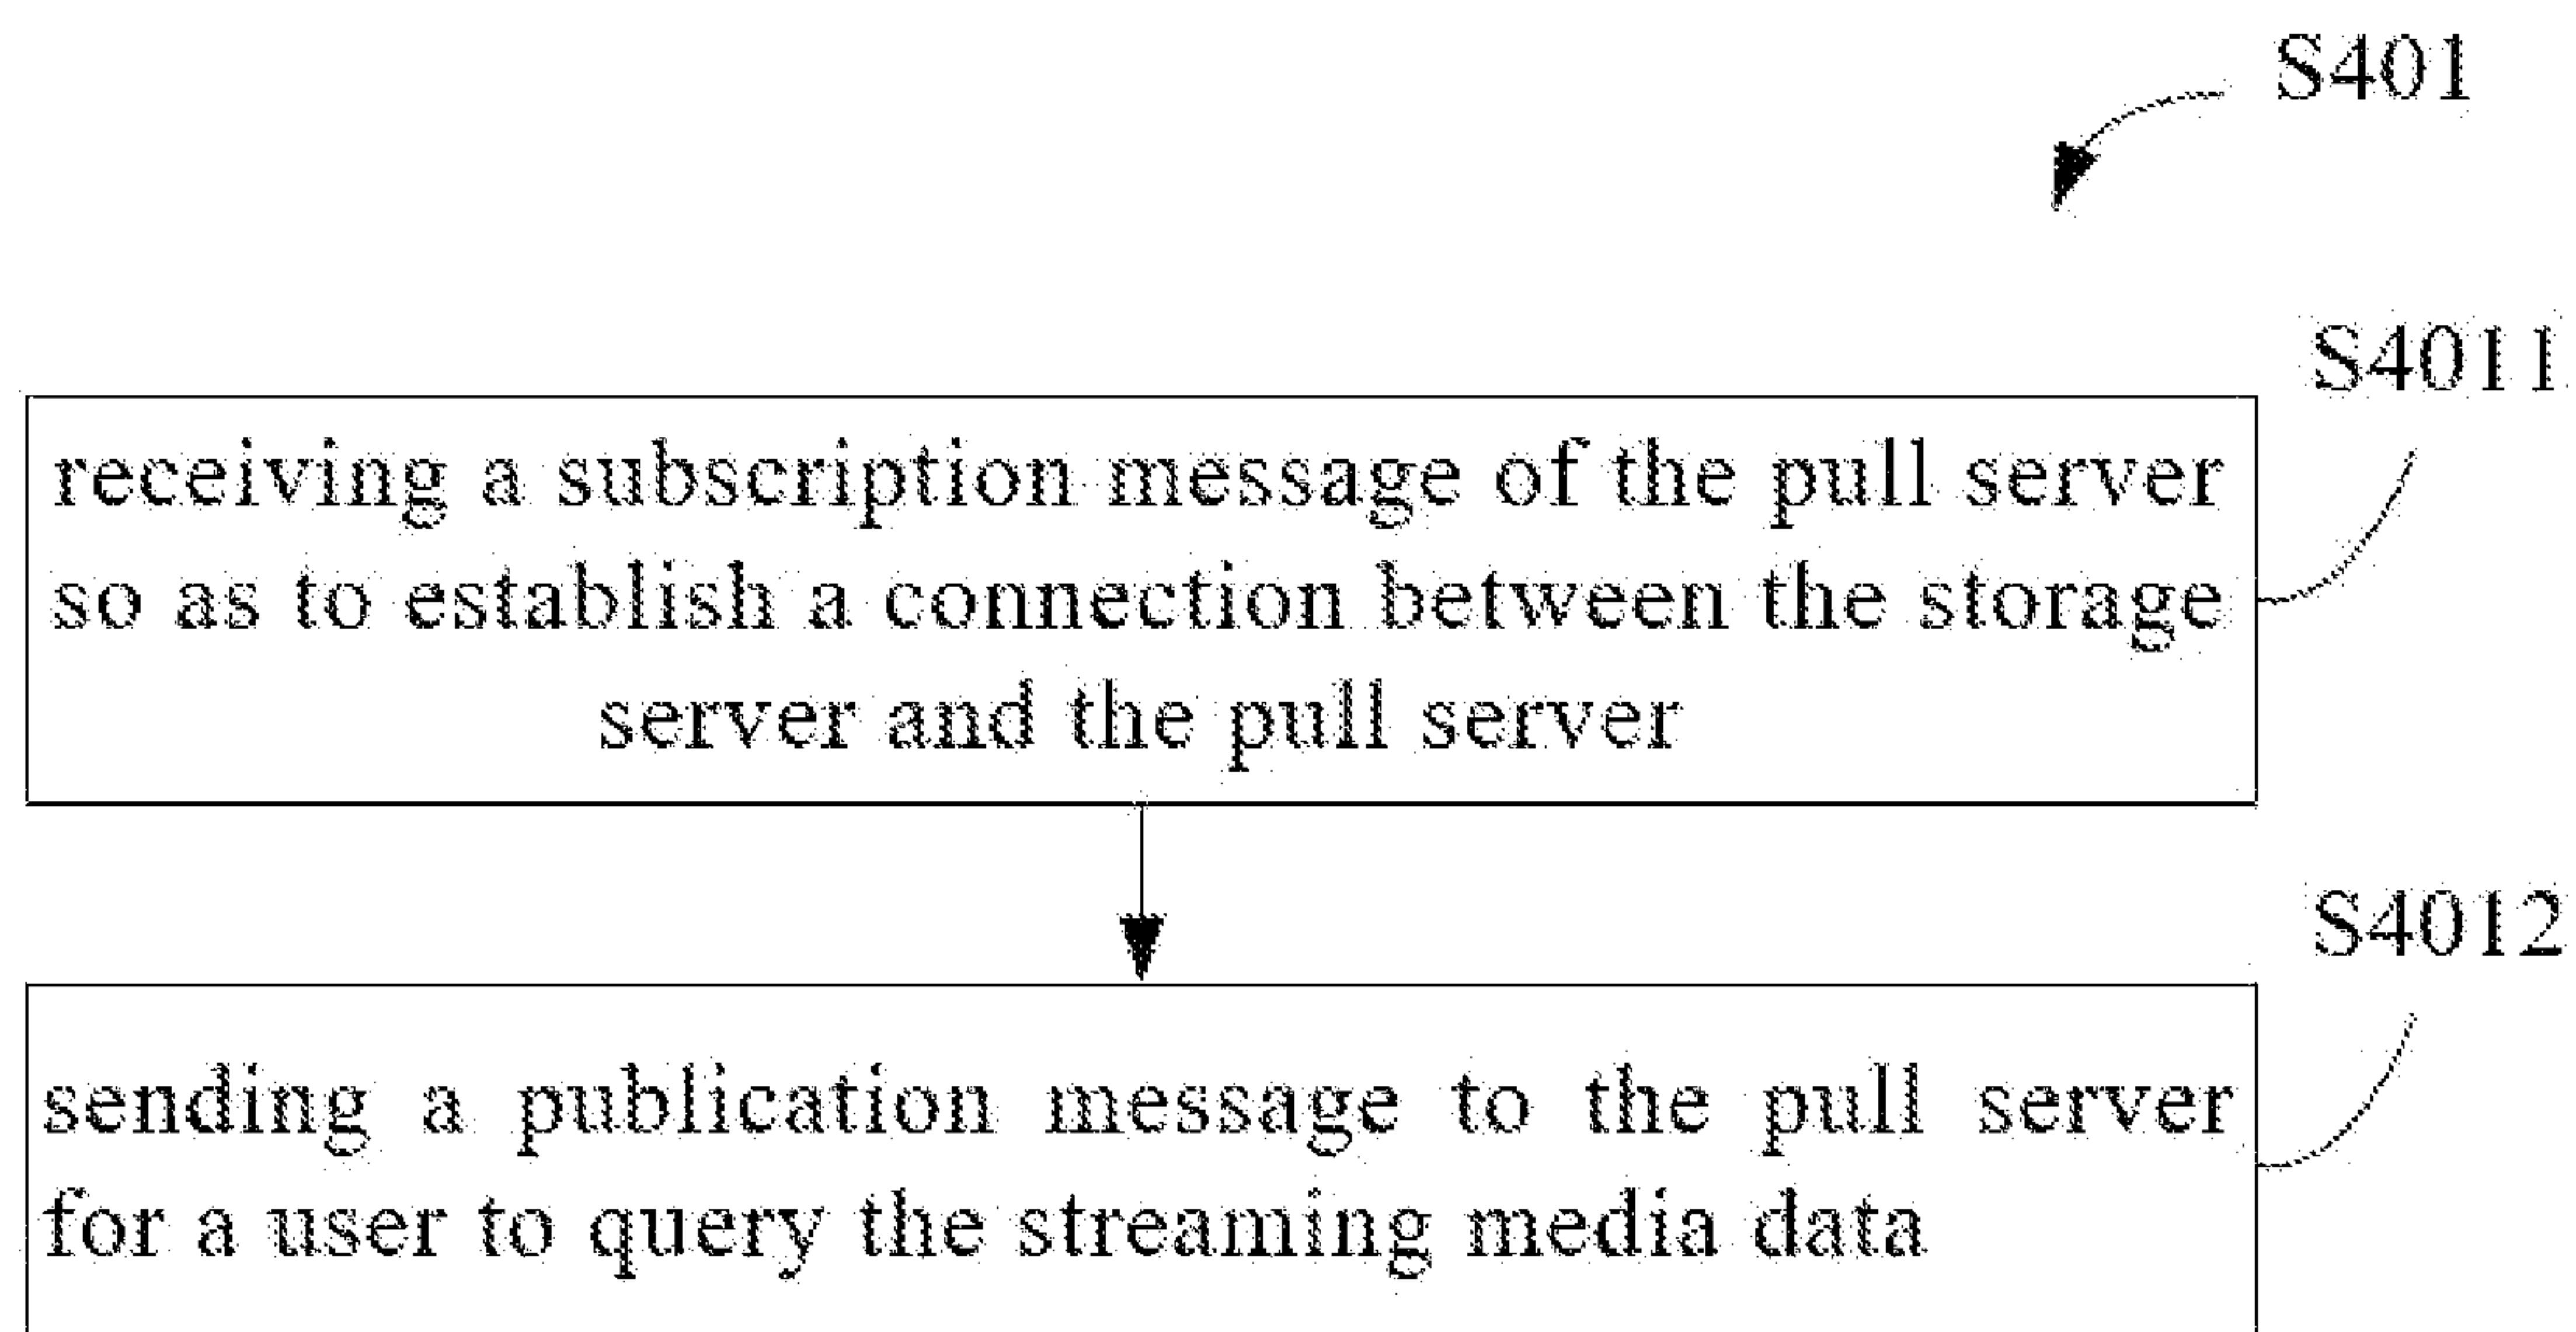 S401
S4011
receiving a subscription message of the pull server
so as to establish a connection between the storage
server and the pull server
S4012
sending a publication message to the pull server
for a user to query the streaming media data